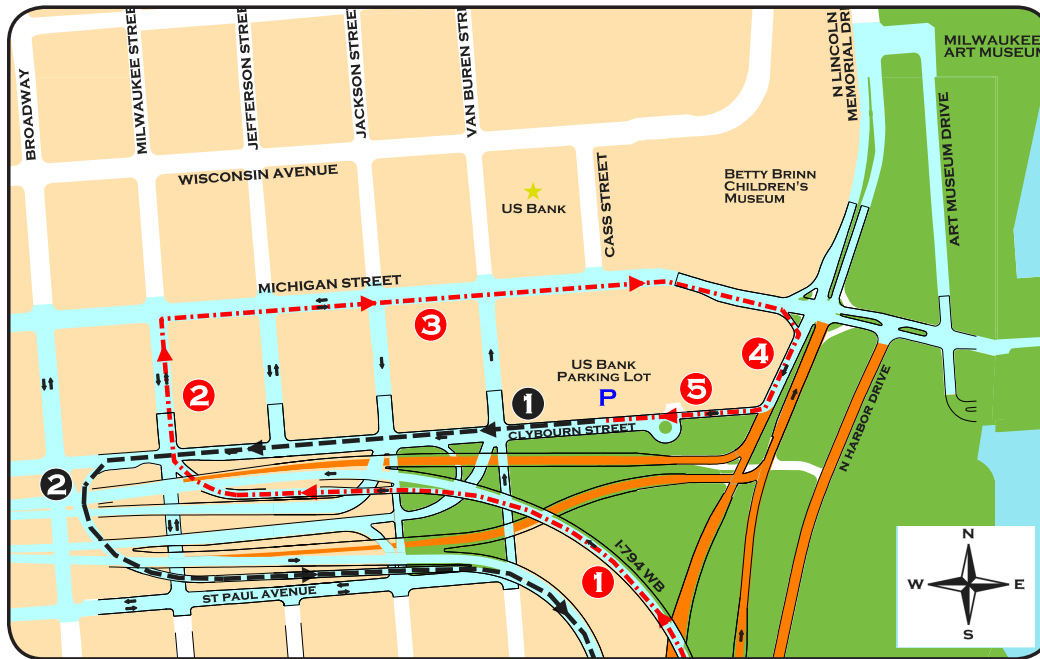 BROADWAY
MILWAUKEE STREET
JEFFERSON STREET
JACKSON STREET
VAN BUREN STREET
N LINCOLN
MEMORIAL DRI
MILWAUKEE
ART MUSEUM
ART MUSEUM DRIVE
WISCONSIN AVENUE
US BANK
CASS STREET
BETTY BRINN
CHILDREN'S
MUSEUM
MICHIGAN STREET
3
4
2
US BANK
PARKING LOT
P
5
1
CLYBOURN STREET
N HARBOR DRIVE
2
I-794 WB
1
ST PAUL AVENUE
N
W
E
S